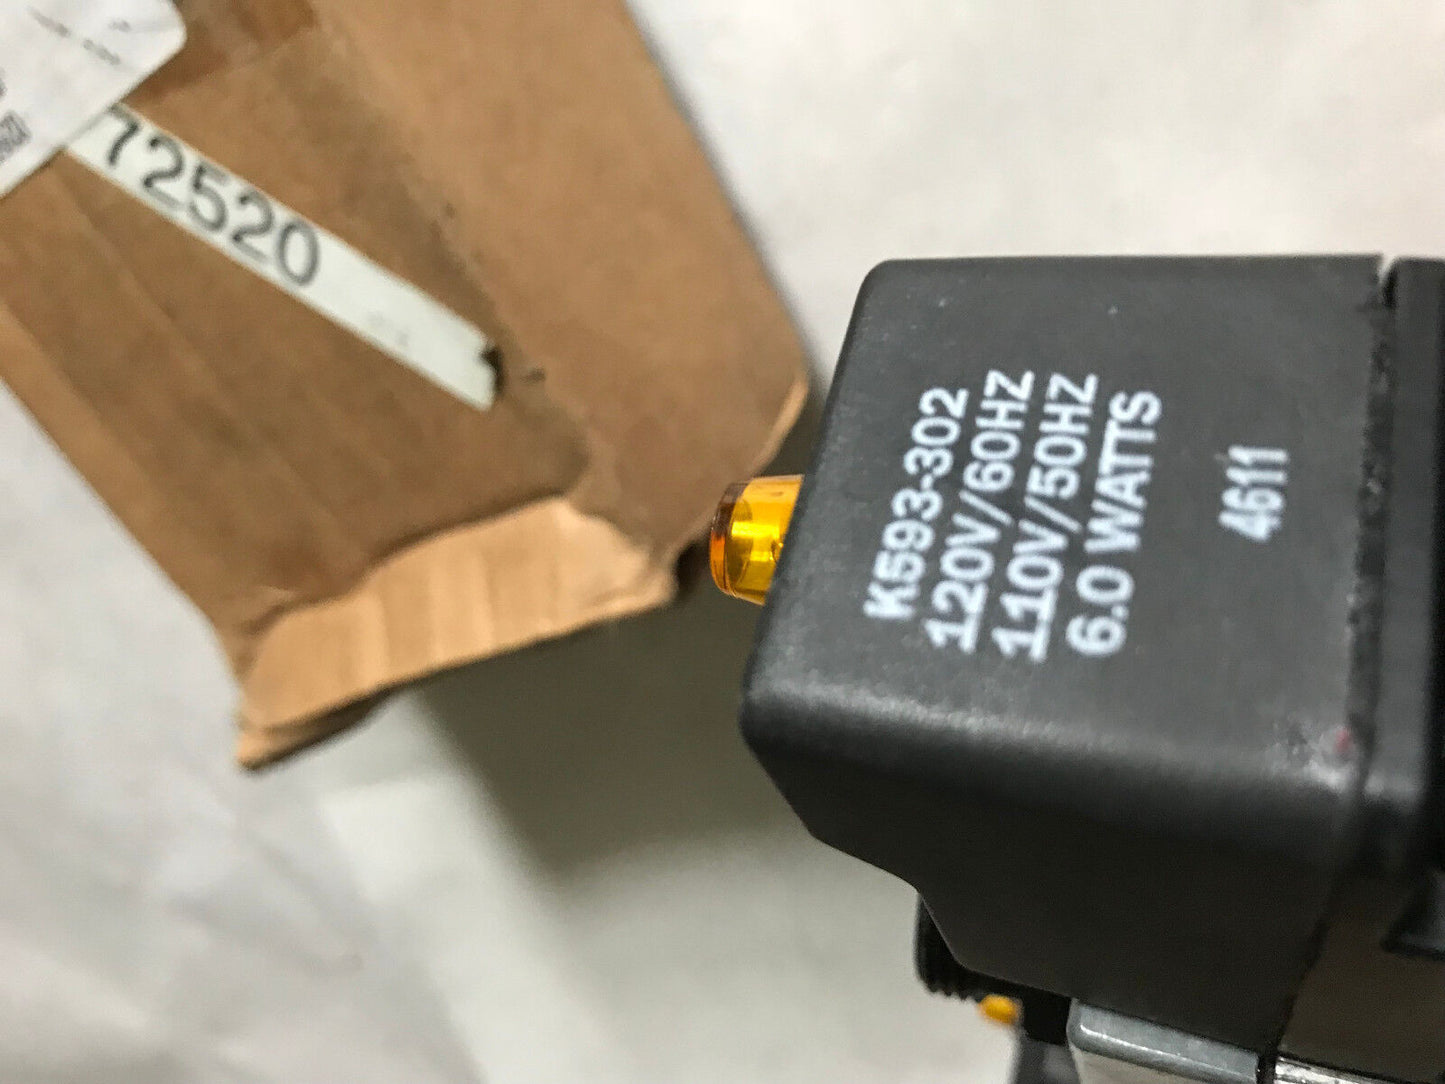 72520
K593-302
120V/60HZ
110V/50HZ
6.0 WATTS
4611